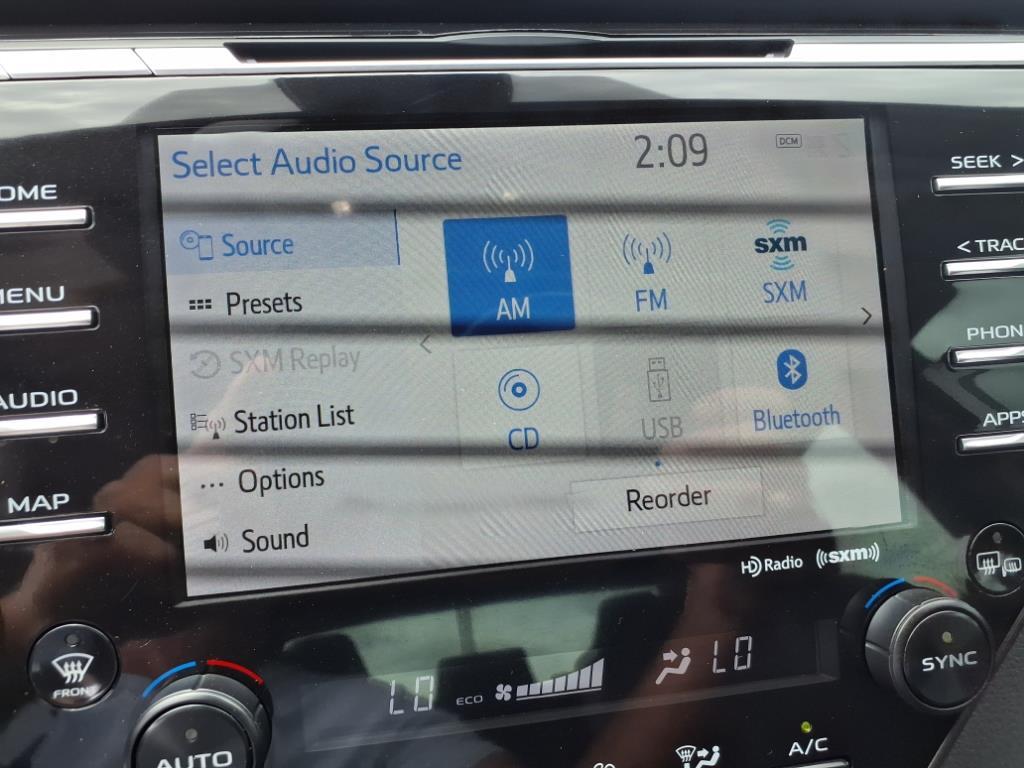 Select Audio Source
2:09
DCM
SEEK >
OME
Source
AM
FM
sxm
SXM
< TRAC
MENU
Presets
PHON
SXM Replay
AUDIO
Station List
CD
USB
Bluetooth
APPS
MAP
Options
Reorder
Sound
HD Radio
((sxm))
FRONT
LO
ECO
LO
SYNC
AUTO
A/C